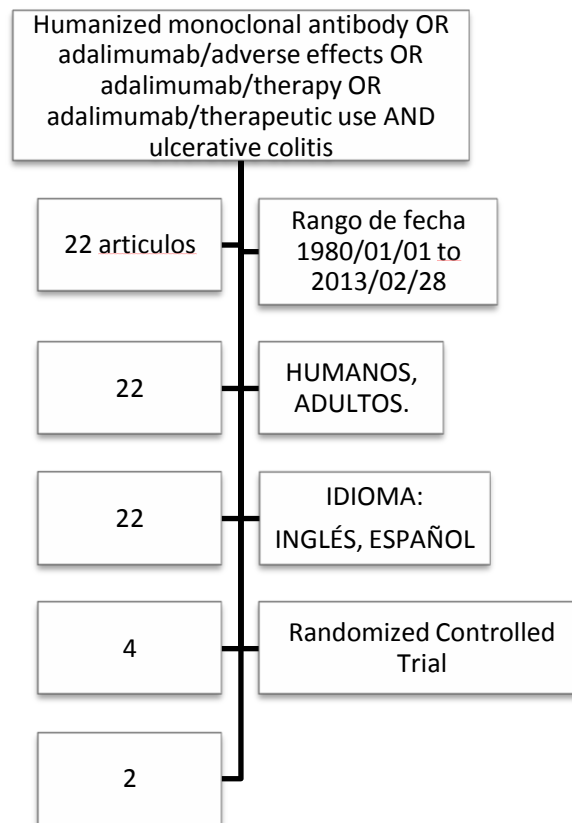 Humanized monoclonal antibody OR
adalimumab/adverse effects OR
adalimumab/therapy OR
adalimumab/therapeutic use AND
ulcerative colitis
22 articulos
Rango de fecha
1980/01/01 to
2013/02/28
22
HUMANOS,
ADULTOS.
22
IDIOMA:
INGLÉS, ESPAÑOL
4
Randomized Controlled
Trial
2